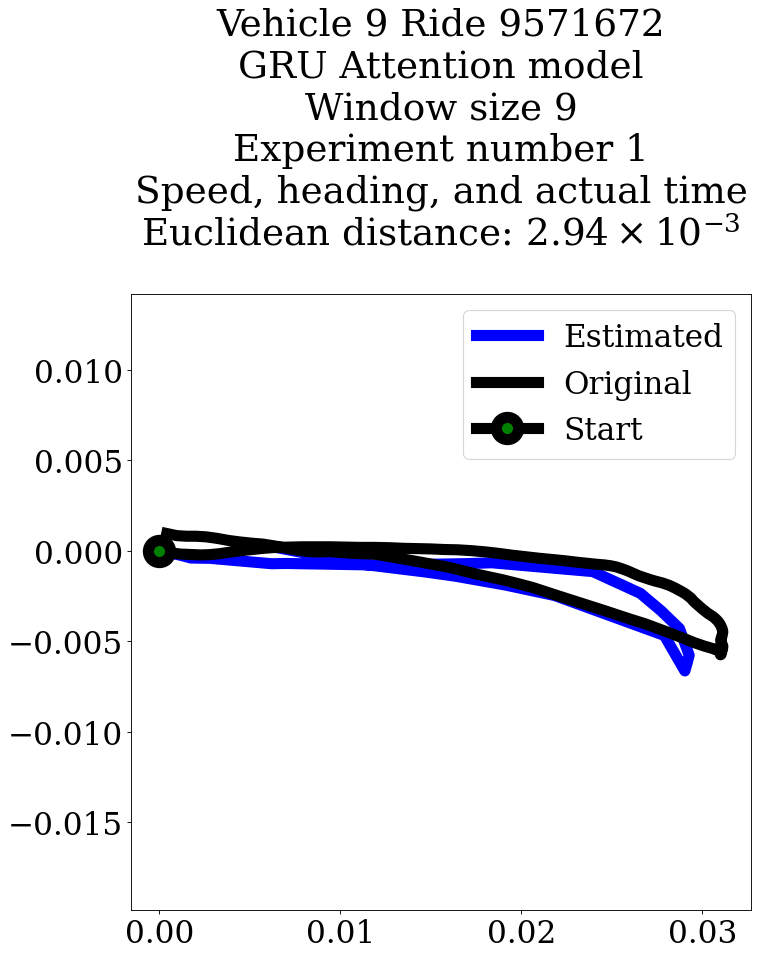 Vehicle 9 Ride 9571672
GRU Attention model
Window size 9
Experiment number 1
Speed, heading, and actual time
Euclidean distance: 2.94 × 10⁻³
Estimated
Original
Start
0.010
0.005
0.000
−0.005
−0.010
−0.015
0.00 0.01 0.02 0.03